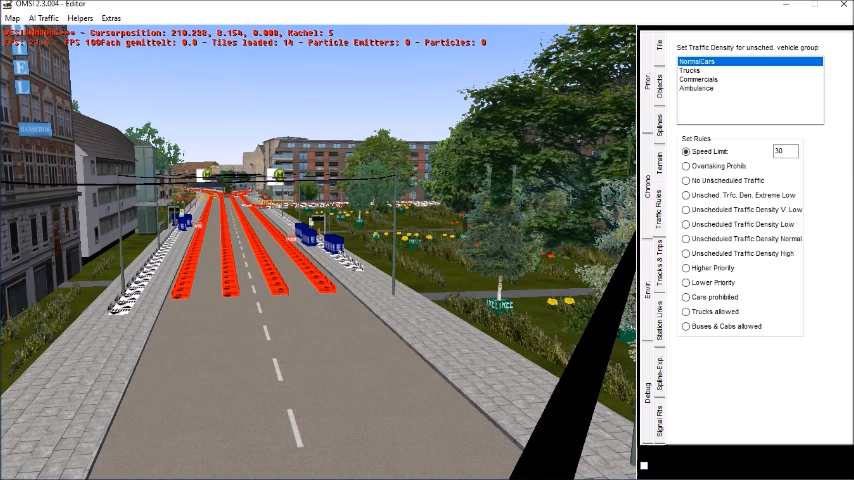 OMSI 2.3.004 - Editor
Map AI Traffic Helpers Extras
- Cursorposition: 210.238, 8.154, 0.000, Kachel: 5
FPS 100Fach gemittelt: 0.0 - Tiles loaded: 14 - Particle Emitters: 0 - Particles: 0
Set Traffic Density for unsched. vehicle group:
NormalCars
Trucks
Commercials
Ambulance
Set Rules
Speed Limit: 30
Overtaking Prohib.
No Unscheduled Traffic
Unsched. Trfc. Den. Extreme Low
Unscheduled Traffic Density V. Low
Unscheduled Traffic Density Low
Unscheduled Traffic Density Normal
Unscheduled Traffic Density High
Higher Priority
Lower Priority
Cars prohibited
Trucks allowed
Buses & Cabs allowed
Tile
Objects
Splines
Terrain
Traffic Rules
Tracks & Trips
Station Links
Spline-Exp.
Signal Rts
Prior.
Chrono
Envir.
Debug